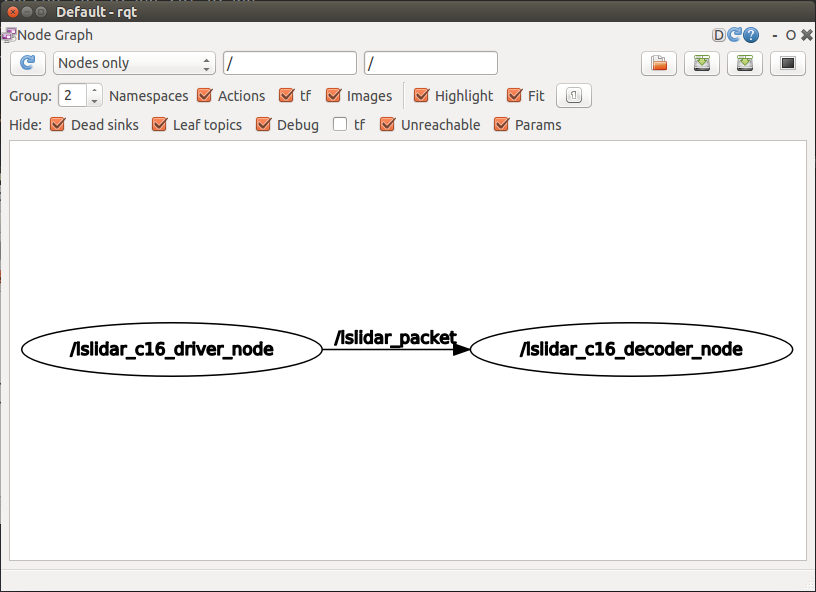 Default - rqt
Node Graph D ? - O
Nodes only / /
Group: 2 Namespaces Actions tf Images Highlight Fit
Hide: Dead sinks Leaf topics Debug tf Unreachable Params
/lslidar_packet
/lslidar_c16_driver_node /lslidar_c16_decoder_node